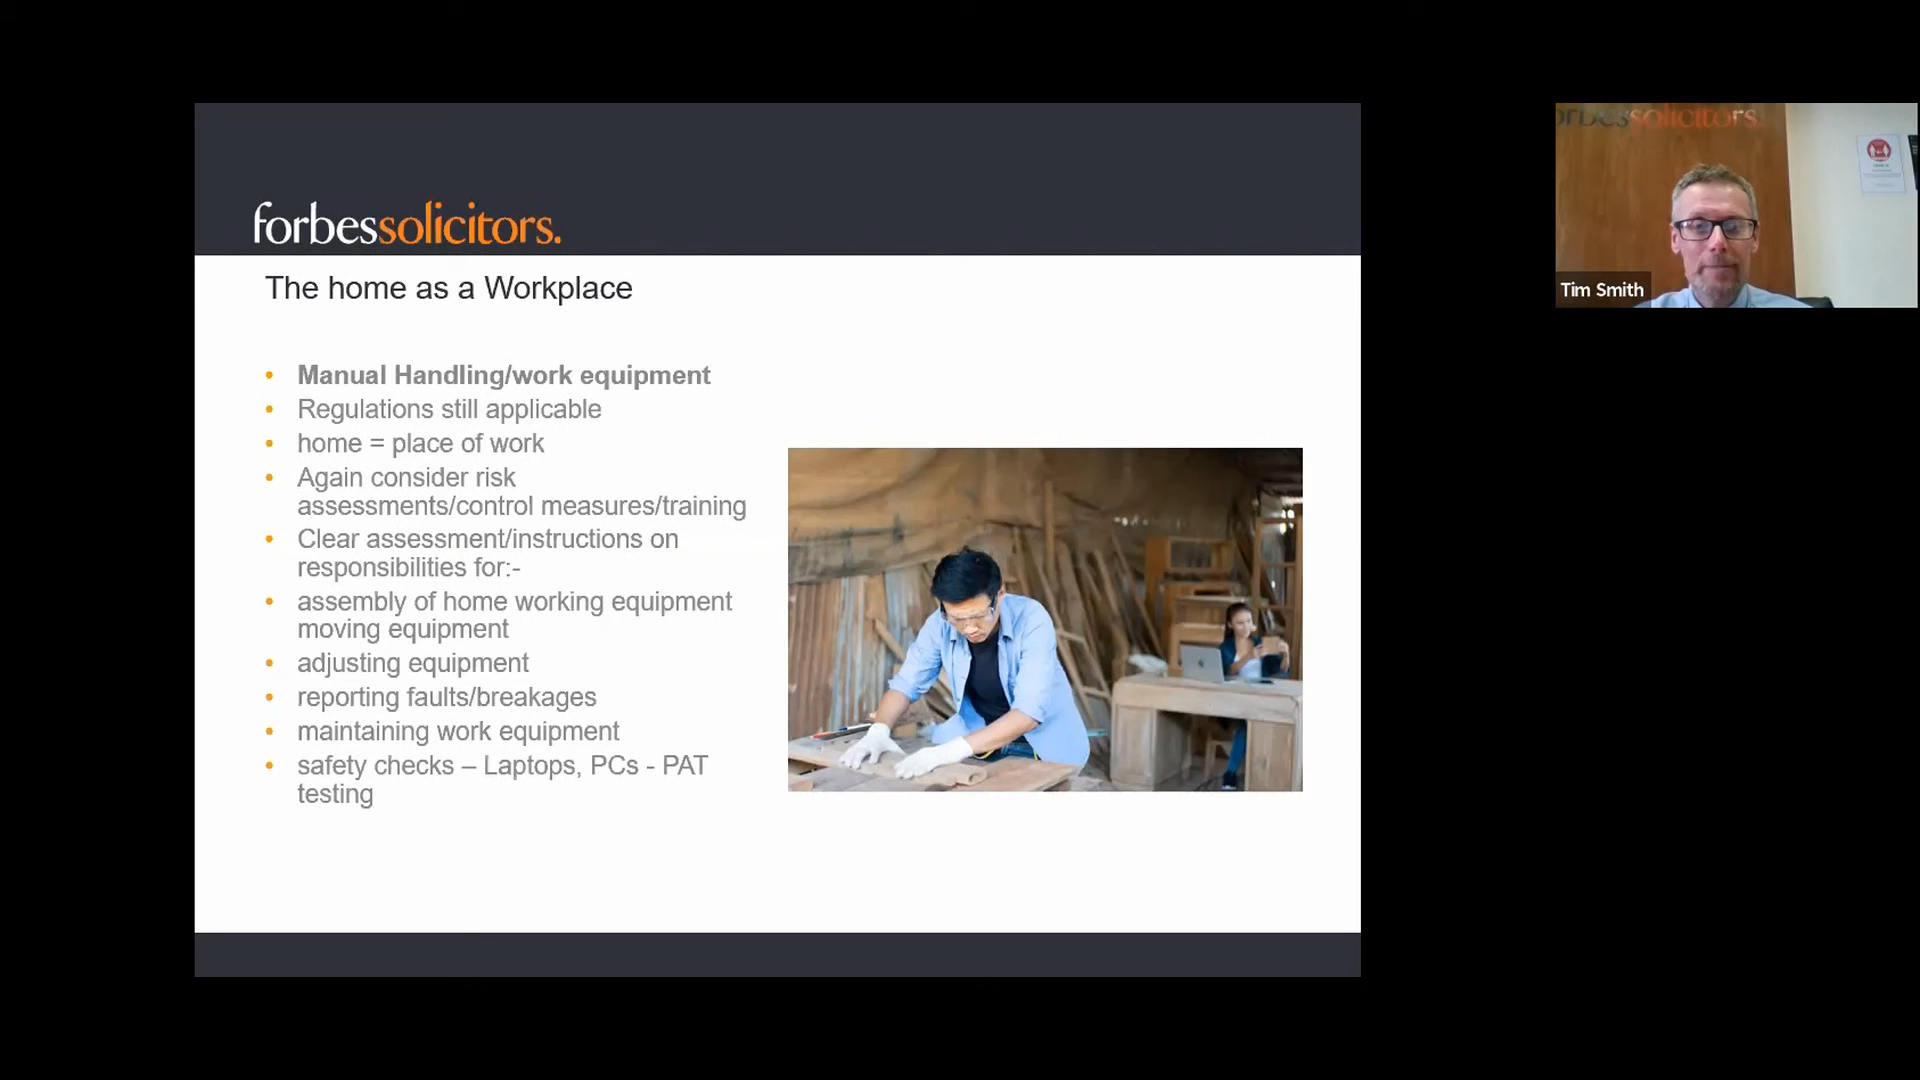 forbessolicitors.
The home as a Workplace
• Manual Handling/work equipment
• Regulations still applicable
• home = place of work
• Again consider risk
assessments/control measures/training
• Clear assessment/instructions on
responsibilities for:-
• assembly of home working equipment
moving equipment
• adjusting equipment
• reporting faults/breakages
• maintaining work equipment
• safety checks – Laptops, PCs - PAT
testing
forbessolicitors.
Tim Smith